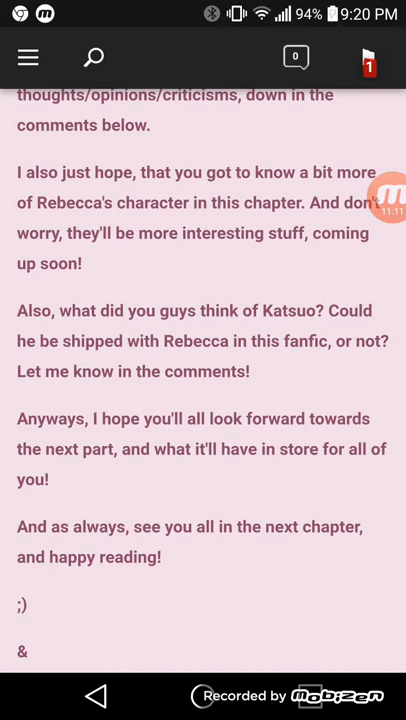 94% 9:20 PM
0
1
thoughts/opinions/criticisms, down in the
comments below.
I also just hope, that you got to know a bit more
of Rebecca's character in this chapter. And don't
11:11
worry, they'll be more interesting stuff, coming
up soon!
Also, what did you guys think of Katsuo? Could
he be shipped with Rebecca in this fanfic, or not?
Let me know in the comments!
Anyways, I hope you'll all look forward towards
the next part, and what it'll have in store for all of
you!
And as always, see you all in the next chapter,
and happy reading!
;)
&
Recorded by mobizen